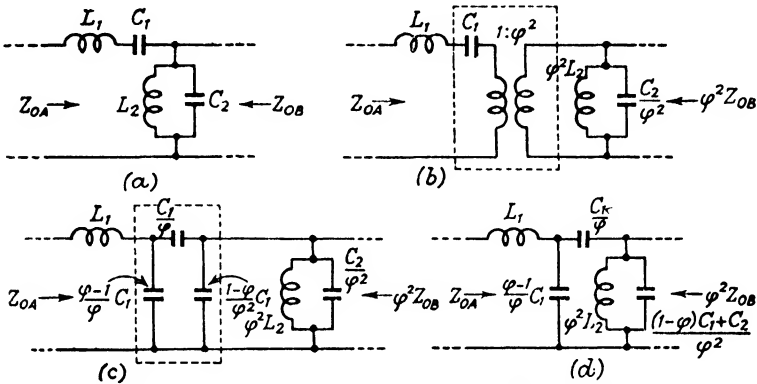 L₁ C₁
Z₀A → L₂ C₂ ← Z₀B
(a)
L₁ C₁ 1:φ²
Z₀A → φ²L₂ C₂/φ² ← φ²Z₀B
(b)
L₁ C₁/φ
Z₀A → φ-1/φ C₁ 1-φ/φ² C₁ φ²L₂ C₂/φ² ← φ²Z₀B
(c)
L₁ Cκ/φ
Z₀A → φ-1/φ C₁ φ²L₂ ← φ²Z₀B
(1-φ)C₁+C₂/φ²
(d)